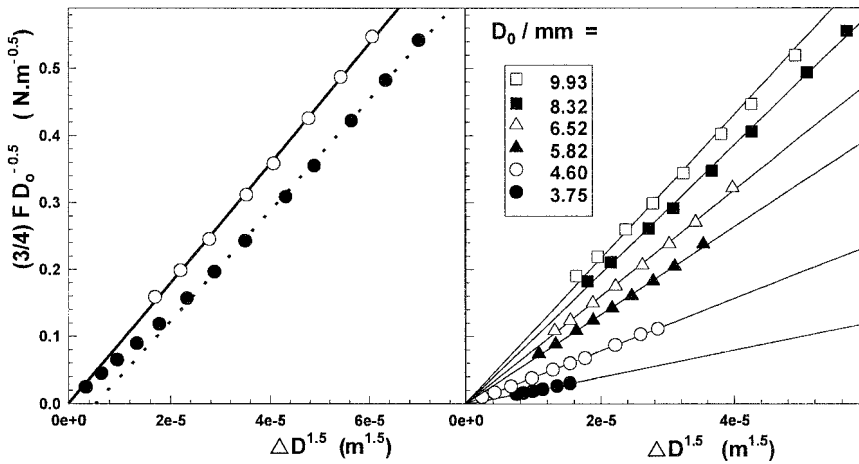 (3/4) F D₀^-0.5 ( N.m^-0.5)
0.5
0.4
0.3
0.2
0.1
0.0
0e+0 2e-5 4e-5 6e-5
△D^1.5 (m^1.5)
D₀ / mm =
9.93
8.32
6.52
5.82
4.60
3.75
0e+0 2e-5 4e-5
△D^1.5 (m^1.5)